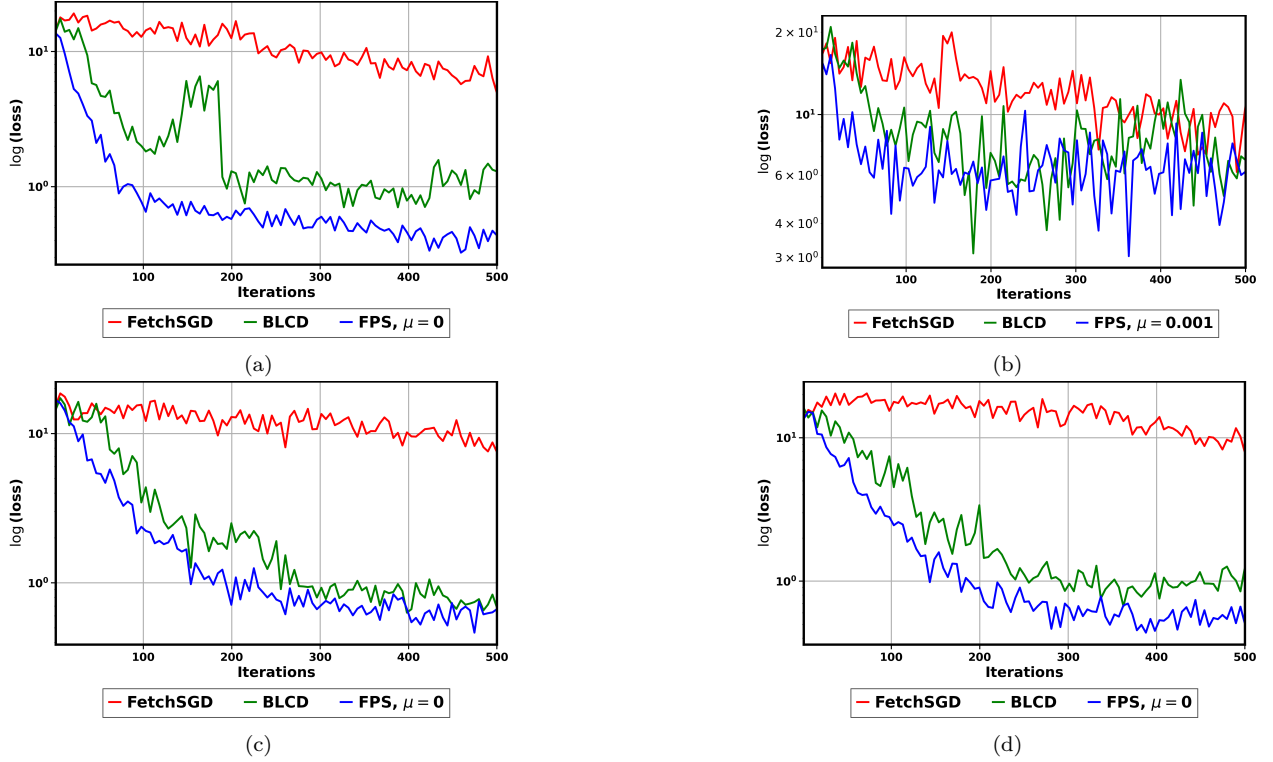 10¹
10⁰
log(loss)
100 200 300 400 500
Iterations
FetchSGD BLCD FPS, μ = 0
(a)
2 × 10¹
10¹
6 × 10⁰
4 × 10⁰
3 × 10⁰
log(loss)
100 200 300 400 500
Iterations
FetchSGD BLCD FPS, μ = 0.001
(b)
10¹
10⁰
log(loss)
100 200 300 400 500
Iterations
FetchSGD BLCD FPS, μ = 0
(c)
10¹
10⁰
log(loss)
100 200 300 400 500
Iterations
FetchSGD BLCD FPS, μ = 0
(d)